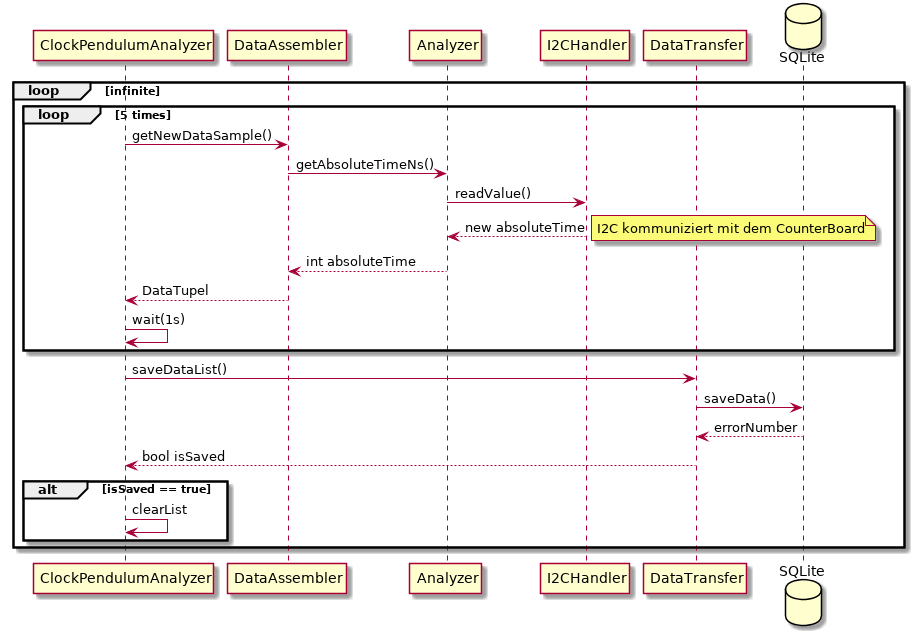 ClockPendulumAnalyzer DataAssembler Analyzer I2CHandler DataTransfer SQLite
loop [infinite]
loop [5 times]
getNewDataSample()
getAbsoluteTimeNs()
readValue()
new absoluteTime I2C kommuniziert mit dem CounterBoard
int absoluteTime
DataTupel
wait(1s)
saveDataList()
saveData()
errorNumber
bool isSaved
alt [isSaved == true]
clearList
ClockPendulumAnalyzer DataAssembler Analyzer I2CHandler DataTransfer SQLite